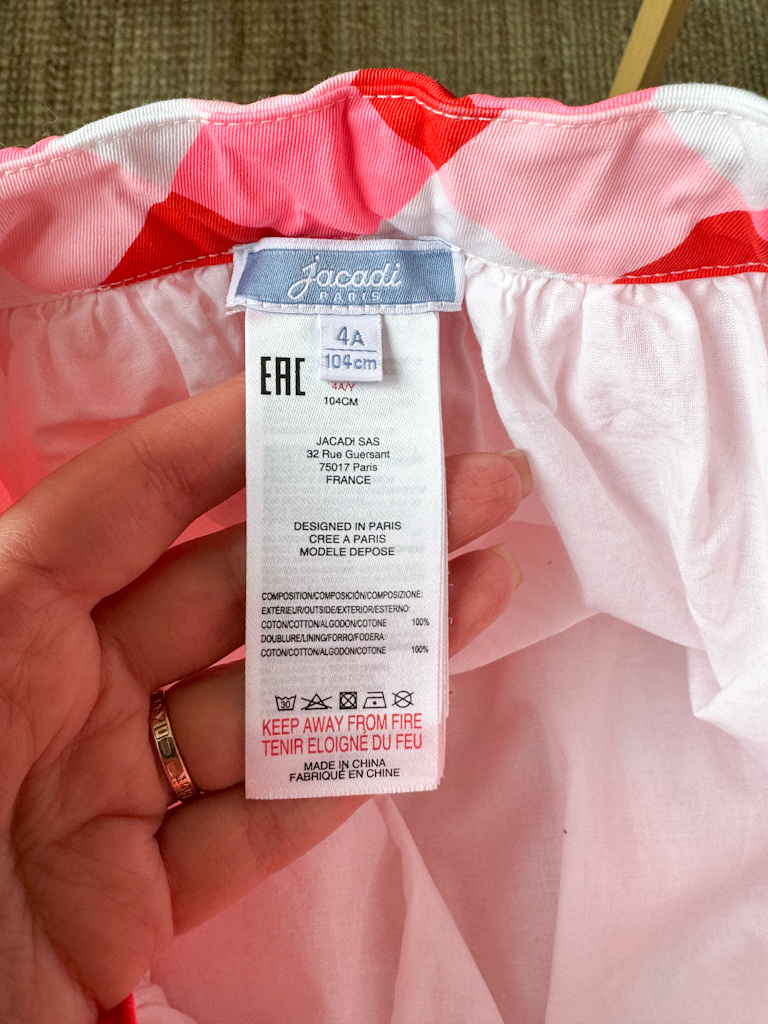 jacadi
PARIS
4A
104cm
EAC
4A/Y
104CM
JACADI SAS
32 Rue Guersant
75017 Paris
FRANCE
DESIGNED IN PARIS
CREE A PARIS
MODELE DEPOSE
COMPOSITION/COMPOSICIÓN/COMPOSIZIONE:
EXTÉRIEUR/OUTSIDE/EXTERIOR/ESTERNO:
COTON/COTTON/ALGODON/COTONE 100%
DOUBLURE/LINING/FORRO/FODERA:
COTON/COTTON/ALGODON/COTONE 100%
30
KEEP AWAY FROM FIRE
TENIR ELOIGNÉ DU FEU
MADE IN CHINA
FABRIQUÉ EN CHINE